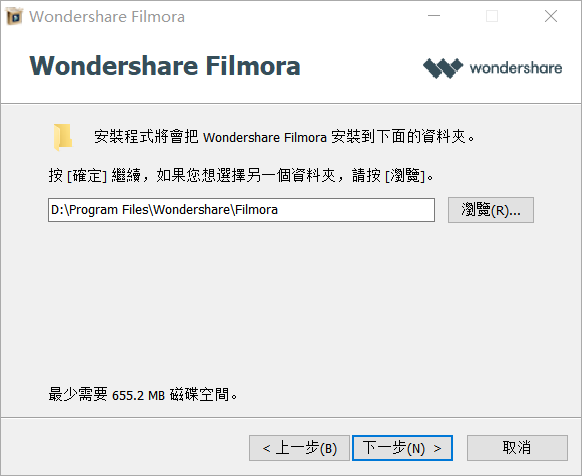 Wondershare Filmora
Wondershare Filmora
wondershare
安裝程式將會把 Wondershare Filmora 安裝到下面的資料夾。
按 [確定] 繼續，如果您想選擇另一個資料夾，請按 [瀏覽]。
D:\Program Files\Wondershare\Filmora
瀏覽(R)...
最少需要 655.2 MB 磁碟空間。
< 上一步(B)
下一步(N) >
取消